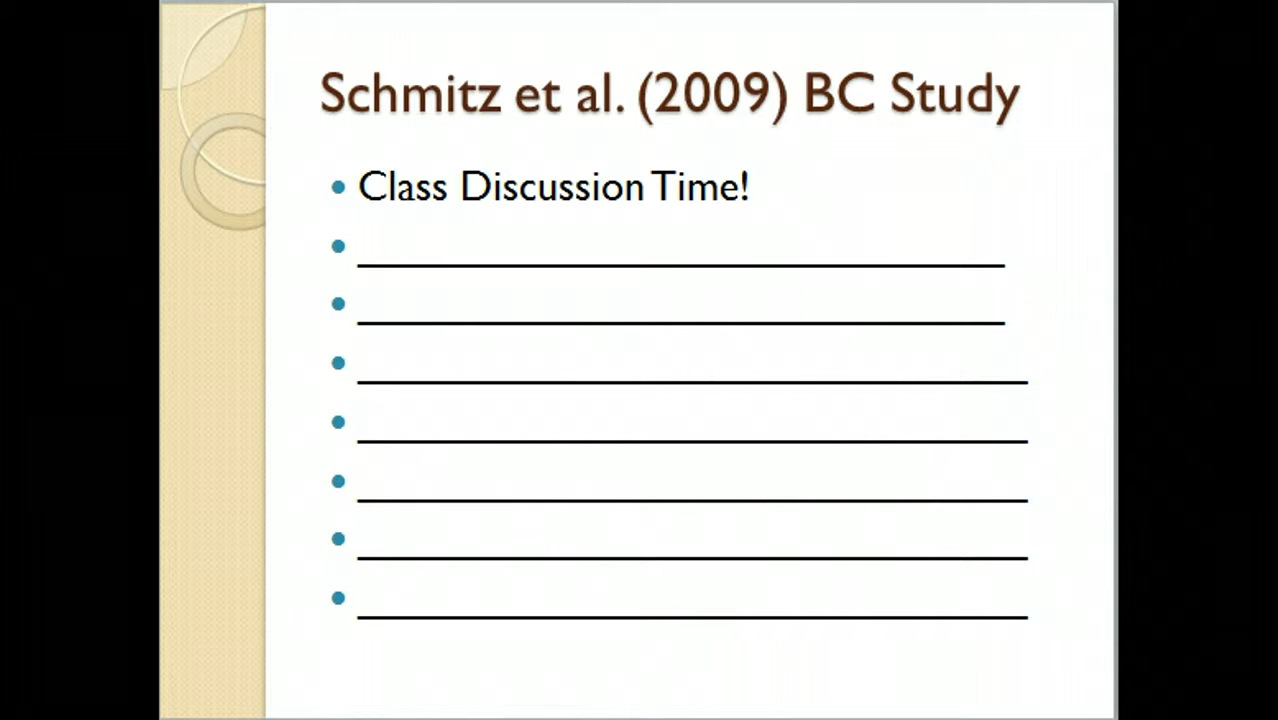 Schmitz et al. (2009) BC Study
• Class Discussion Time!